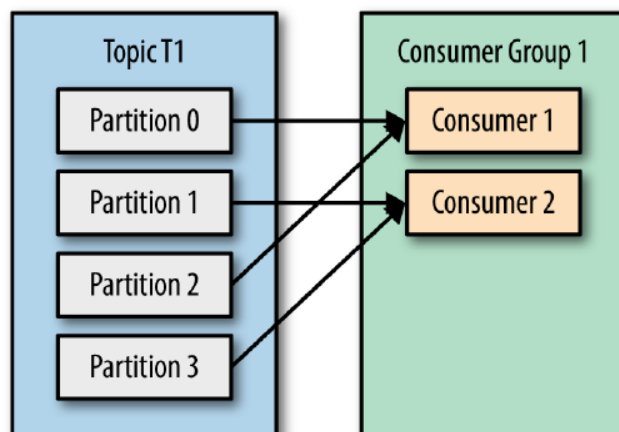 Topic T1
Partition 0
Partition 1
Partition 2
Partition 3
Consumer Group 1
Consumer 1
Consumer 2